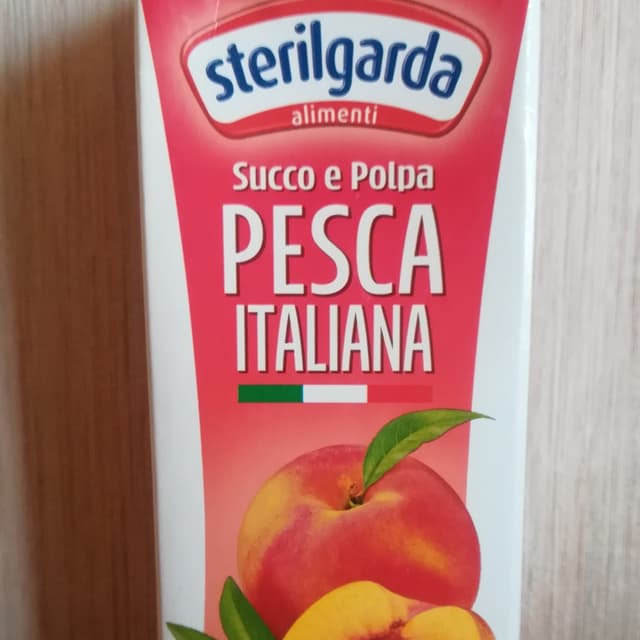 sterilgarda
alimenti
Succo e Polpa
PESCA
ITALIANA